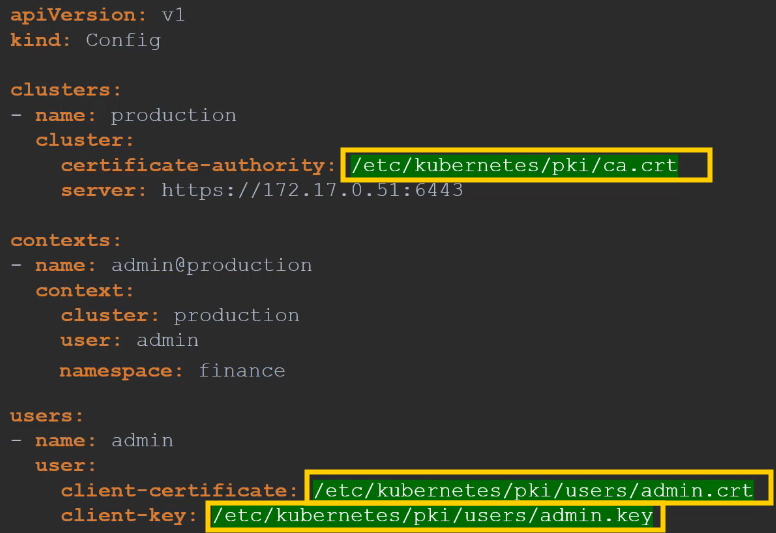 apiVersion: v1
kind: Config
clusters:
- name: production
cluster:
certificate-authority: /etc/kubernetes/pki/ca.crt
server: https://172.17.0.51:6443
contexts:
- name: admin@production
context:
cluster: production
user: admin
namespace: finance
users:
- name: admin
user:
client-certificate: /etc/kubernetes/pki/users/admin.crt
client-key: /etc/kubernetes/pki/users/admin.key